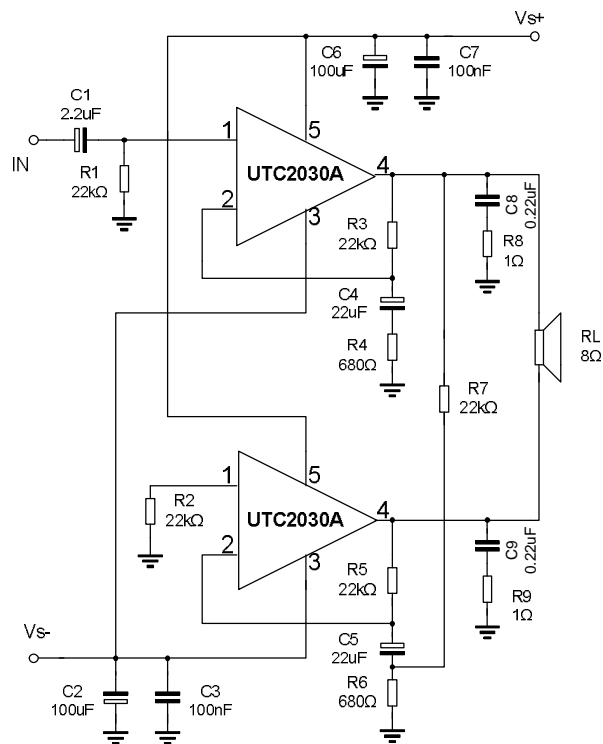 Vs+
C6
100uF
C7
100nF
C1
2.2uF
IN
R1
22kΩ
1
5
UTC2030A
4
2
3
R3
22kΩ
C8
0.22uF
R8
1Ω
C4
22uF
R4
680Ω
RL
8Ω
R7
22kΩ
R2
22kΩ
1
5
UTC2030A
4
2
3
R5
22kΩ
C9
0.22uF
R9
1Ω
C5
22uF
R6
680Ω
Vs-
C2
100uF
C3
100nF